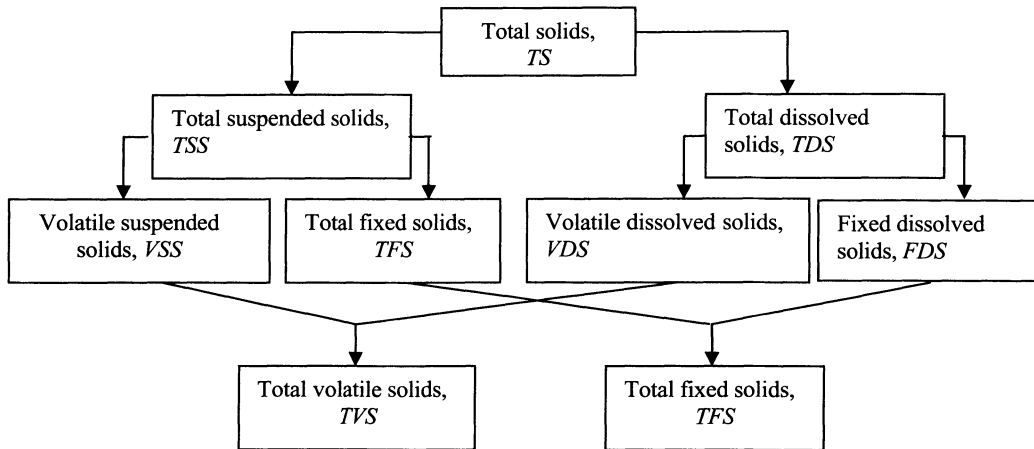 Total solids,
TS
Total suspended solids,
TSS
Total dissolved
solids, TDS
Volatile suspended
solids, VSS
Total fixed solids,
TFS
Volatile dissolved solids,
VDS
Fixed dissolved
solids, FDS
Total volatile solids,
TVS
Total fixed solids,
TFS